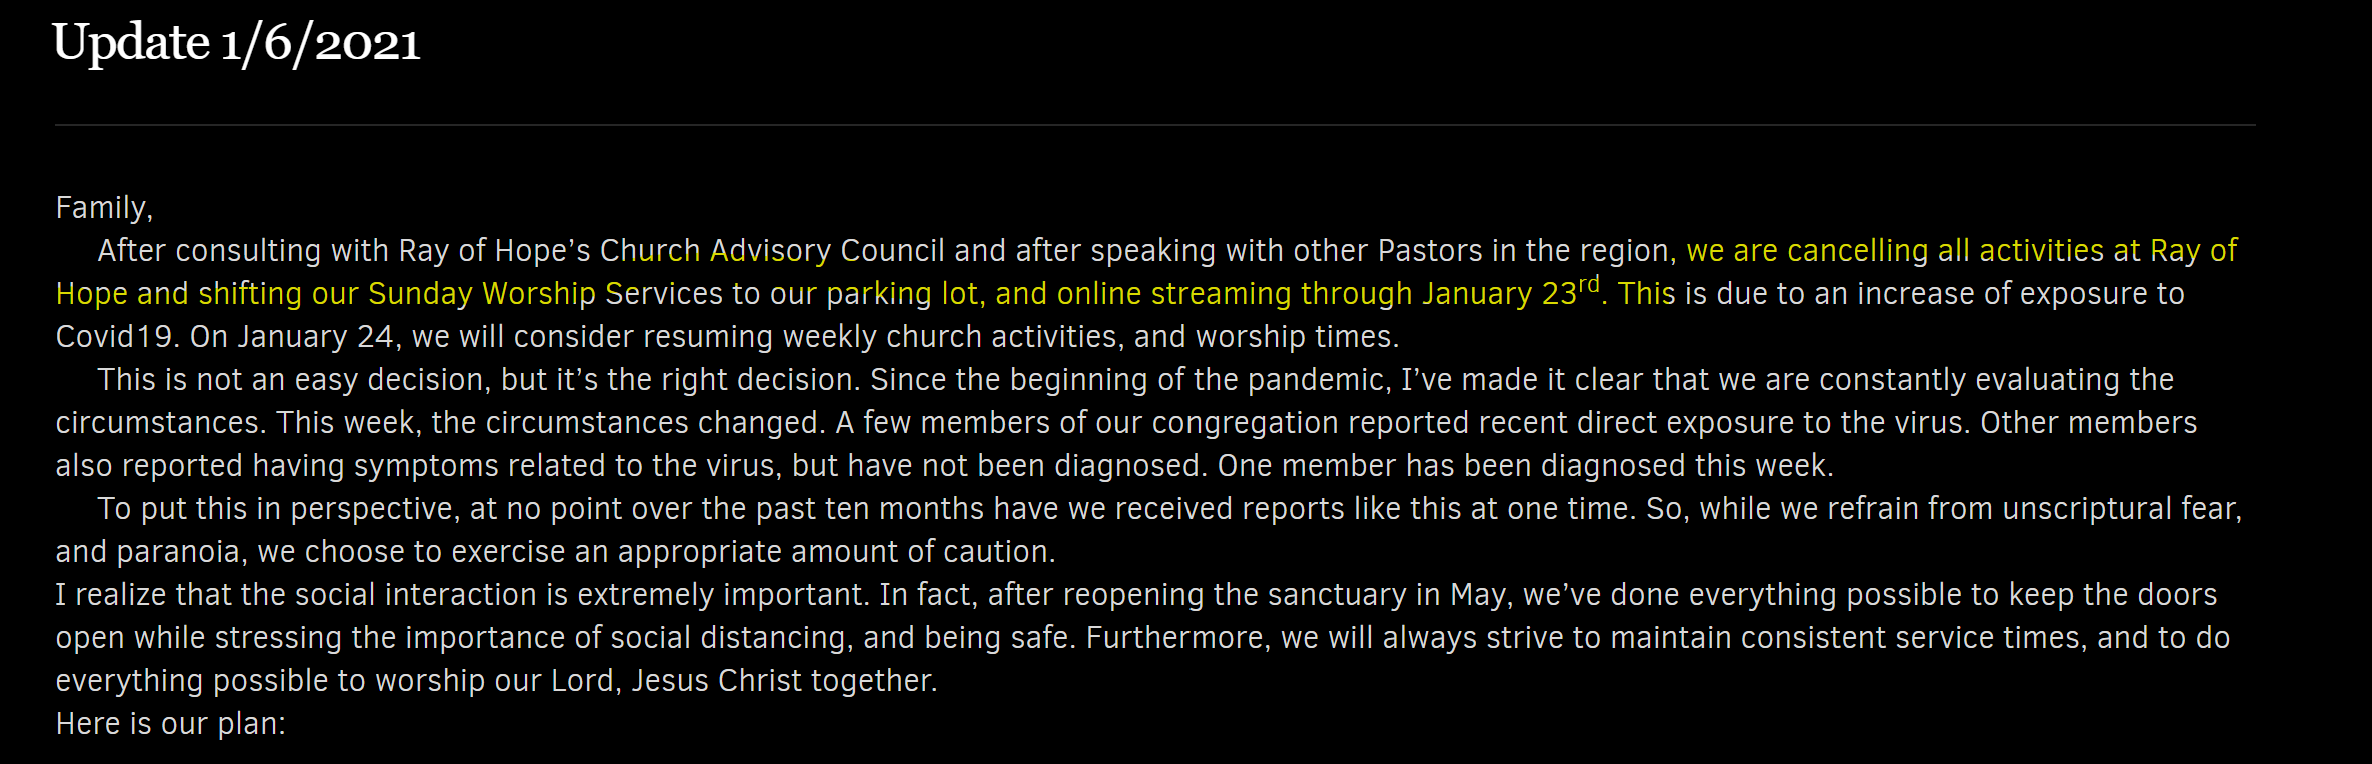 Update 1/6/2021
Family,
After consulting with Ray of Hope’s Church Advisory Council and after speaking with other Pastors in the region, we are cancelling all activities at Ray of
Hope and shifting our Sunday Worship Services to our parking lot, and online streaming through January 23rd. This is due to an increase of exposure to
Covid19. On January 24, we will consider resuming weekly church activities, and worship times.
This is not an easy decision, but it’s the right decision. Since the beginning of the pandemic, I’ve made it clear that we are constantly evaluating the
circumstances. This week, the circumstances changed. A few members of our congregation reported recent direct exposure to the virus. Other members
also reported having symptoms related to the virus, but have not been diagnosed. One member has been diagnosed this week.
To put this in perspective, at no point over the past ten months have we received reports like this at one time. So, while we refrain from unscriptural fear,
and paranoia, we choose to exercise an appropriate amount of caution.
I realize that the social interaction is extremely important. In fact, after reopening the sanctuary in May, we’ve done everything possible to keep the doors
open while stressing the importance of social distancing, and being safe. Furthermore, we will always strive to maintain consistent service times, and to do
everything possible to worship our Lord, Jesus Christ together.
Here is our plan: